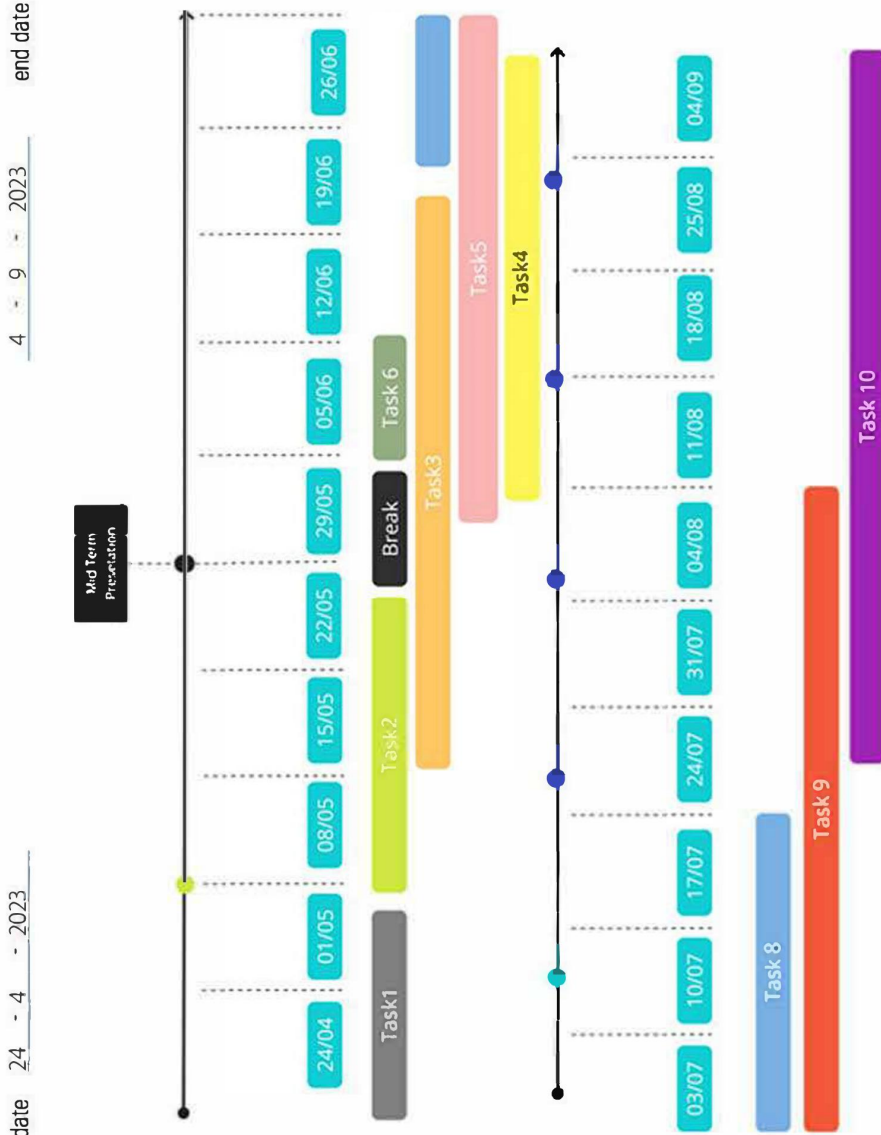 date 24 - 4 - 2023
4 - 9 - 2023 end date
Mid Term
Presetation
24/04 01/05 08/05 15/05 22/05 29/05 05/06 12/06 19/06 26/06
Task1 Task2 Break Task 6
Task3
Task5
Task4
03/07 10/07 17/07 24/07 31/07 04/08 11/08 18/08 25/08 04/09
Task 8
Task 9
Task 10